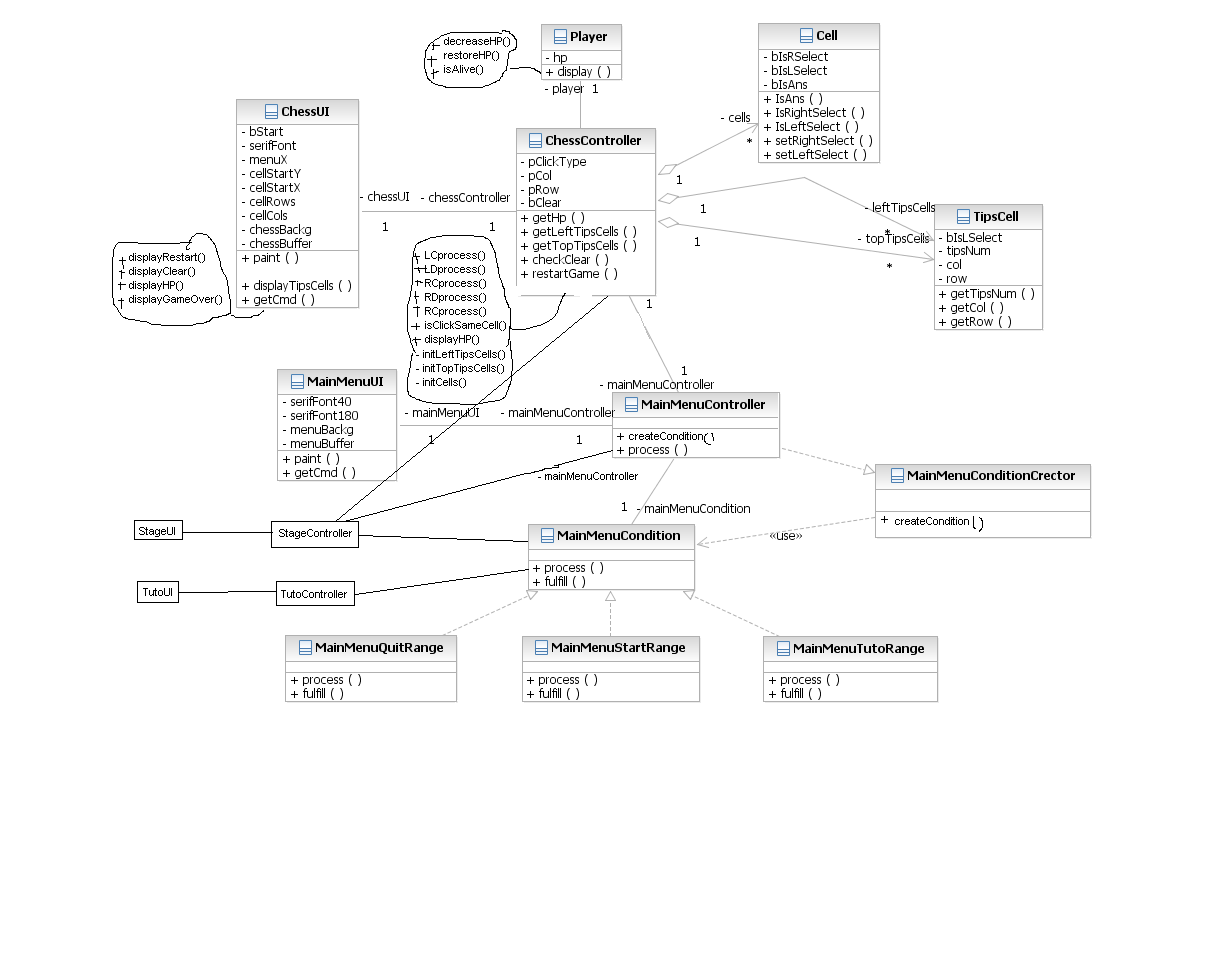 Player
- hp
+ display ( )
+ decreaseHP()
+ restoreHP()
+ isAlive()
- player 1
Cell
- bIsRSelect
- bIsLSelect
- bIsAns
+ IsAns ( )
+ IsRightSelect ( )
+ IsLeftSelect ( )
+ setRightSelect ( )
+ setLeftSelect ( )
- cells
*
1
ChessUI
- bStart
- serifFont
- menuX
- cellStartY
- cellStartX
- cellRows
- cellCols
- chessBackg
- chessBuffer
+ paint ( )
+ displayTipsCells ( )
+ getCmd ( )
+ displayRestart()
+ displayClear()
+ displayHP()
+ displayGameOver()
- chessUI
- chessController
1
1
ChessController
- pClickType
- pCol
- pRow
- bClear
+ getHp ( )
+ getLeftTipsCells ( )
+ getTopTipsCells ( )
+ checkClear ( )
+ restartGame ( )
+ LCprocess()
+ LDprocess()
+ RCprocess()
+ RDprocess()
+ RCprocess()
+ isClickSameCell()
+ displayHP()
- initLeftTipsCells()
- initTopTipsCells()
- initCells()
1
- leftTipsCells
*
1
- topTipsCells
*
TipsCell
- bIsLSelect
- tipsNum
- col
- row
+ getTipsNum ( )
+ getCol ( )
+ getRow ( )
1
1
- mainMenuController
MainMenuUI
- serifFont40
- serifFont180
- menuBackg
- menuBuffer
+ paint ( )
+ getCmd ( )
- mainMenuUI
- mainMenuController
1
1
MainMenuController
+ createCondition()
+ process ( )
- mainMenuController
MainMenuConditionCrector
+ createCondition ( )
1 - mainMenuCondition
«use»
StageUI
StageController
MainMenuCondition
+ process ( )
+ fulfill ( )
TutoUI
TutoController
MainMenuQuitRange
+ process ( )
+ fulfill ( )
MainMenuStartRange
+ process ( )
+ fulfill ( )
MainMenuTutoRange
+ process ( )
+ fulfill ( )